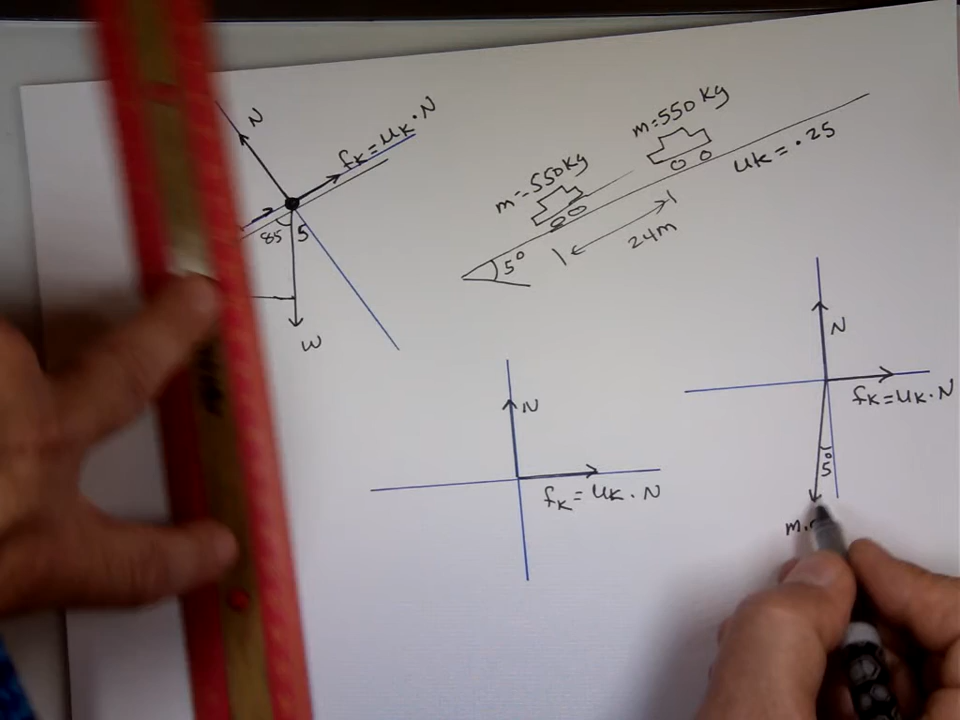 N
fK = uK · N
85
5
W
m=550 kg
m=550 kg
uK = .25
24m
5°
N
fK = uK · N
N
fK = uK · N
5°